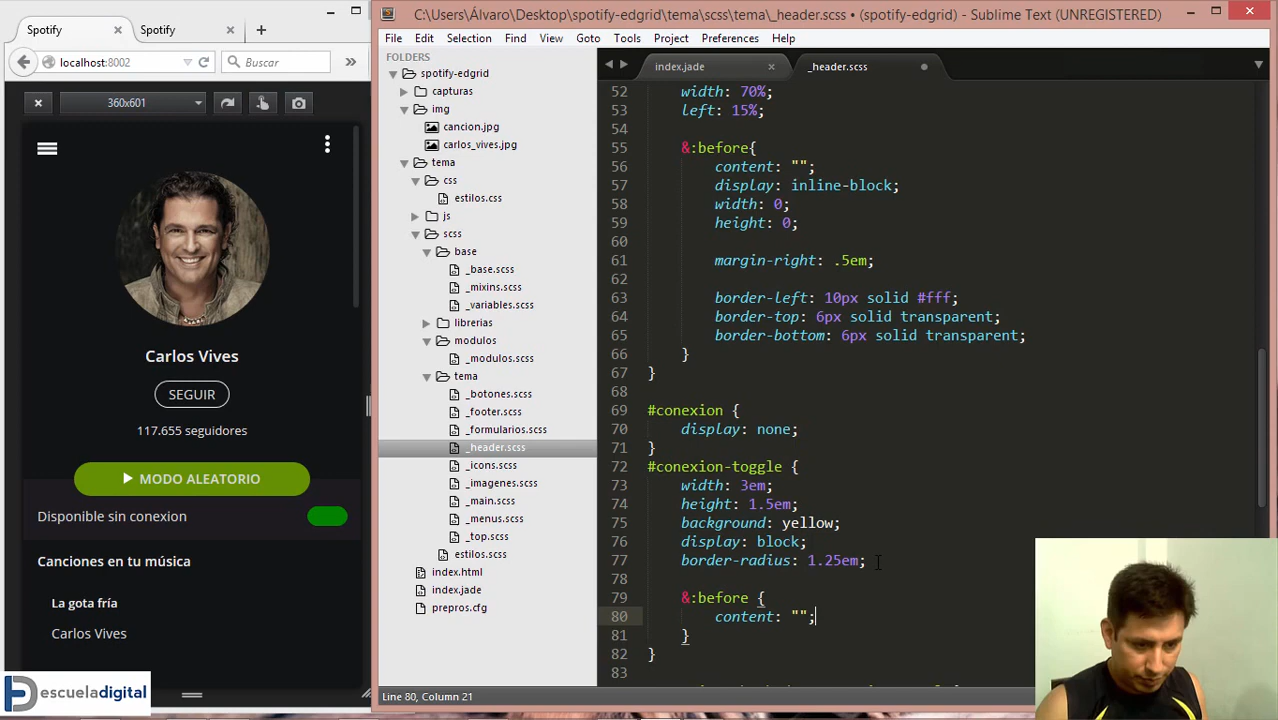 Spotify
Spotify
localhost:8002
Buscar
360x601
Carlos Vives
SEGUIR
117.655 seguidores
MODO ALEATORIO
Disponible sin conexion
Canciones en tu música
La gota fría
Carlos Vives
escueladigital
C:\Users\Álvaro\Desktop\spotify-edgrid\tema\scss\tema\_header.scss • (spotify-edgrid) - Sublime Text (UNREGISTERED)
File Edit Selection Find View Goto Tools Project Preferences Help
FOLDERS
spotify-edgrid
capturas
img
cancion.jpg
carlos_vives.jpg
tema
css
estilos.css
js
scss
base
_base.scss
_mixins.scss
_variables.scss
librerias
modulos
_modulos.scss
tema
_botones.scss
_footer.scss
_formularios.scss
_header.scss
_icons.scss
_imagenes.scss
_main.scss
_menus.scss
_top.scss
estilos.scss
index.html
index.jade
prepros.cfg
index.jade
_header.scss
52 width: 70%;
53 left: 15%;
54
55 &:before{
56 content: "";
57 display: inline-block;
58 width: 0;
59 height: 0;
60
61 margin-right: .5em;
62
63 border-left: 10px solid #fff;
64 border-top: 6px solid transparent;
65 border-bottom: 6px solid transparent;
66 }
67 }
68
69 #conexion {
70 display: none;
71 }
72 #conexion-toggle {
73 width: 3em;
74 height: 1.5em;
75 background: yellow;
76 display: block;
77 border-radius: 1.25em;
78
79 &:before {
80 content: "";
81 }
82 }
83
Line 80, Column 21